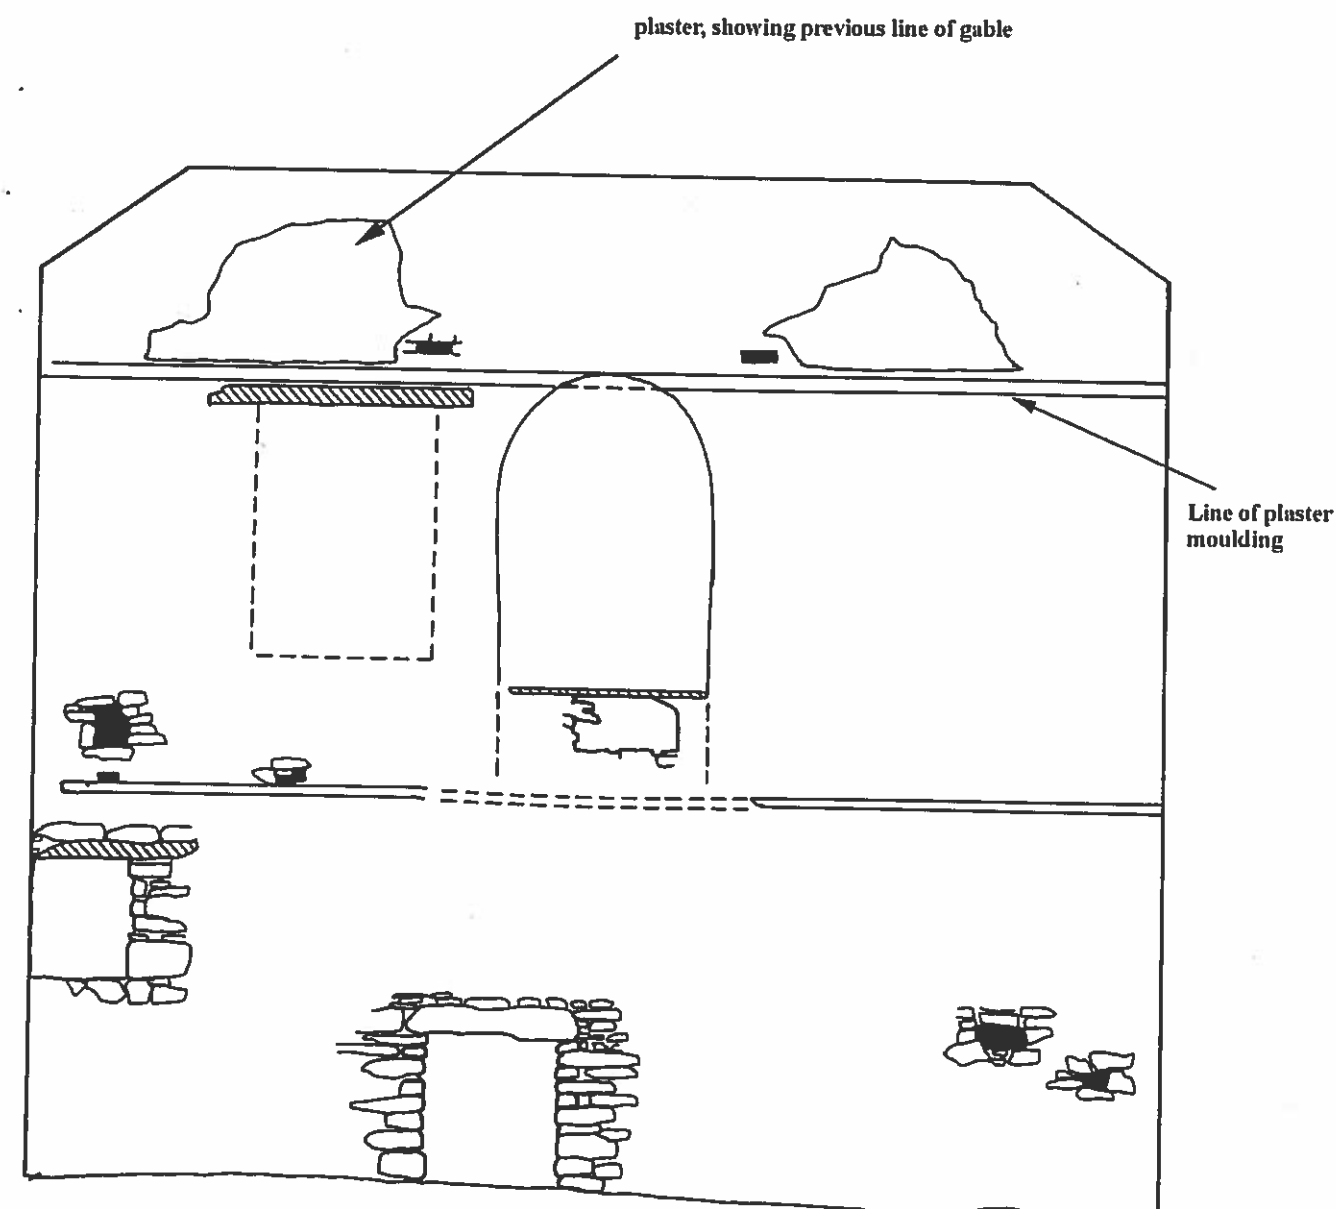 plaster, showing previous line of gable
Line of plaster
moulding